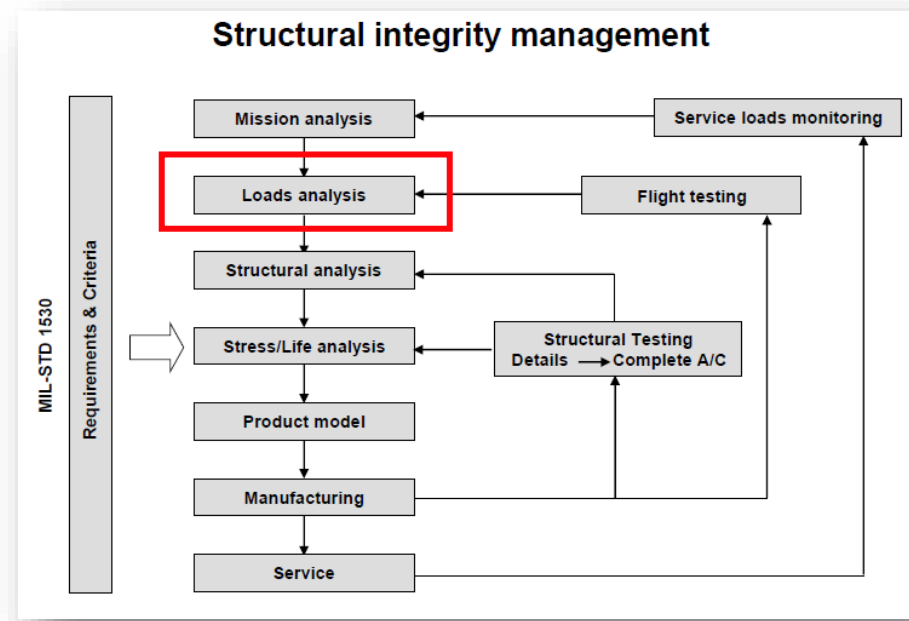 Structural integrity management
MIL-STD 1530
Requirements & Criteria
Mission analysis
Service loads monitoring
Loads analysis
Flight testing
Structural analysis
Stress/Life analysis
Structural Testing
Details → Complete A/C
Product model
Manufacturing
Service